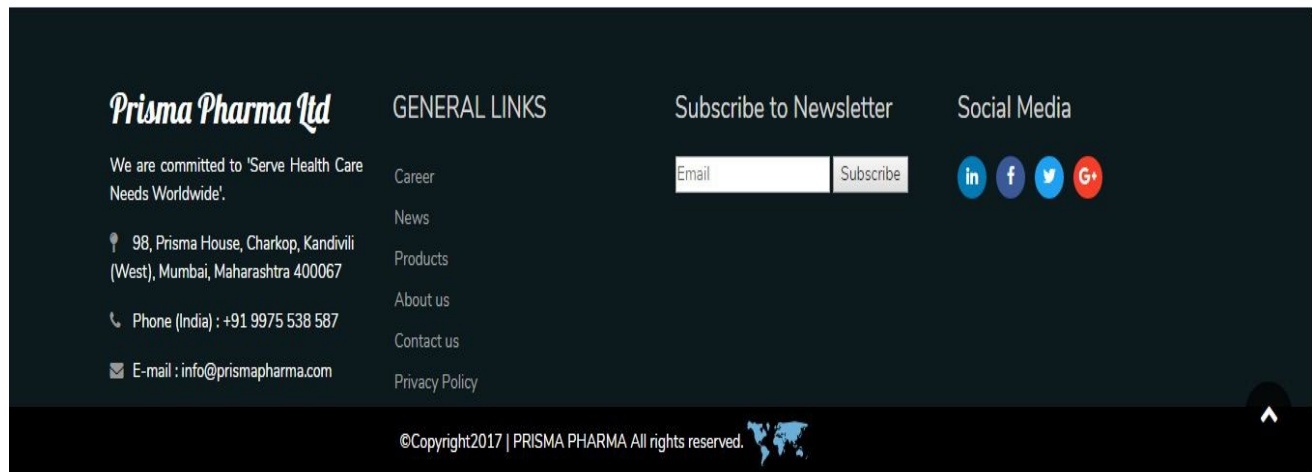 Prisma Pharma Ltd
We are committed to 'Serve Health Care
Needs Worldwide'.
98, Prisma House, Charkop, Kandivili
(West), Mumbai, Maharashtra 400067
Phone (India) : +91 9975 538 587
E-mail : info@prismapharma.com
GENERAL LINKS
Career
News
Products
About us
Contact us
Privacy Policy
Subscribe to Newsletter
Email
Subscribe
Social Media
in f G+
©Copyright2017 | PRISMA PHARMA All rights reserved.